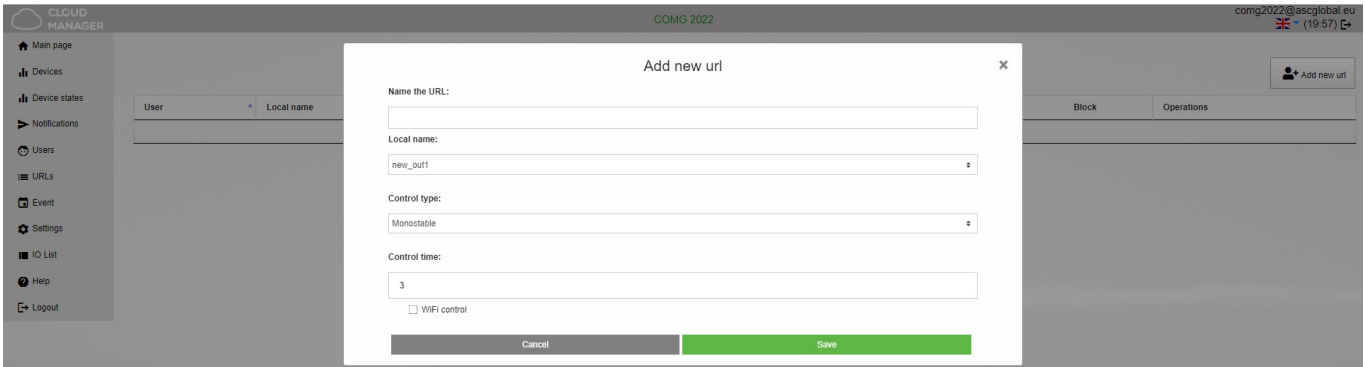 CLOUD
MANAGER
COMG 2022
comg2022@ascglobal.eu
(19:57)
Main page
Devices
Device states
Notifications
Users
URLs
Event
Settings
IO List
Help
Logout
Add new url
User Local name Block Operations
Add new url
×
Name the URL:
Local name:
new_out1
Control type:
Monostable
Control time:
3
WiFi control
Cancel Save